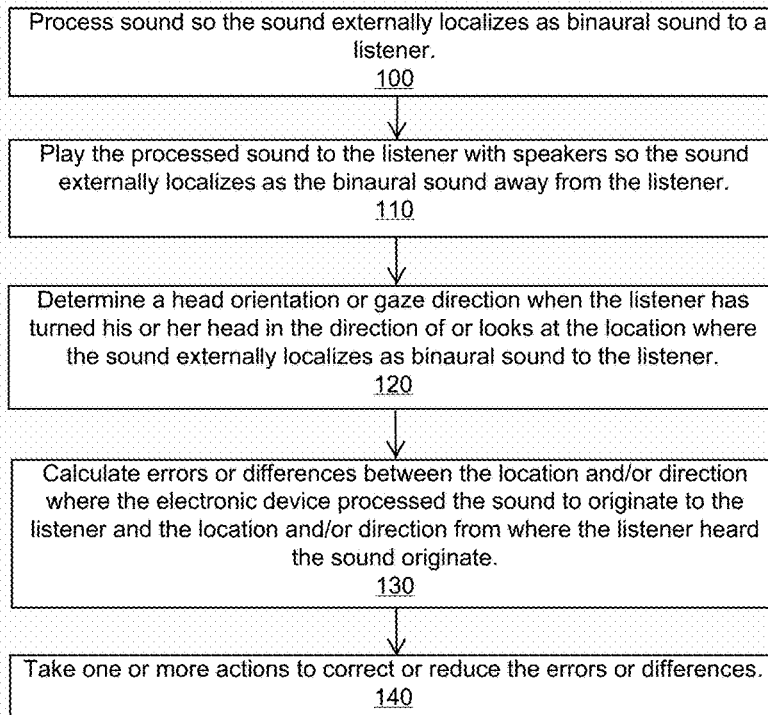 Process sound so the sound externally localizes as binaural sound to a
listener.
100
Play the processed sound to the listener with speakers so the sound
externally localizes as the binaural sound away from the listener.
110
Determine a head orientation or gaze direction when the listener has
turned his or her head in the direction of or looks at the location where
the sound externally localizes as binaural sound to the listener.
120
Calculate errors or differences between the location and/or direction
where the electronic device processed the sound to originate to the
listener and the location and/or direction from where the listener heard
the sound originate.
130
Take one or more actions to correct or reduce the errors or differences.
140